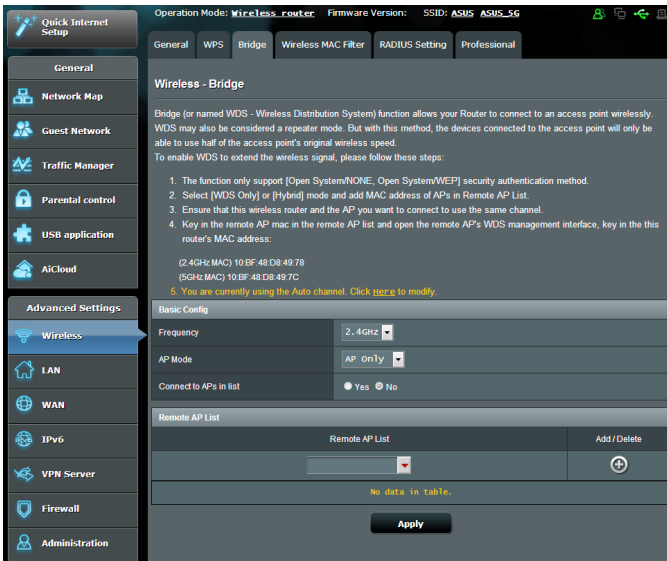 Quick Internet
Setup
Operation Mode: Wireless router Firmware Version: SSID: ASUS ASUS_5G
General WPS Bridge Wireless MAC Filter RADIUS Setting Professional
General
Network Map
Guest Network
Traffic Manager
Parental control
USB application
AiCloud
Advanced Settings
Wireless
LAN
WAN
IPv6
VPN Server
Firewall
Administration
Wireless - Bridge
Bridge (or named WDS - Wireless Distribution System) function allows your Router to connect to an access point wirelessly.
WDS may also be considered a repeater mode. But with this method, the devices connected to the access point will only be
able to use half of the access point's original wireless speed.
To enable WDS to extend the wireless signal, please follow these steps:
1. The function only support [Open System/NONE, Open System/WEP] security authentication method.
2. Select [WDS Only] or [Hybrid] mode and add MAC address of APs in Remote AP List.
3. Ensure that this wireless router and the AP you want to connect to use the same channel.
4. Key in the remote AP mac in the remote AP list and open the remote AP's WDS management interface, key in the this
router's MAC address:
(2.4GHz MAC) 10:BF:48:D8:49:78
(5GHz MAC) 10:BF:48:D8:49:7C
5. You are currently using the Auto channel. Click Here to modify.
Basic Config
Frequency 2.4GHz
AP Mode AP Only
Connect to APs in list Yes No
Remote AP List
Remote AP List Add / Delete
No data in table.
Apply